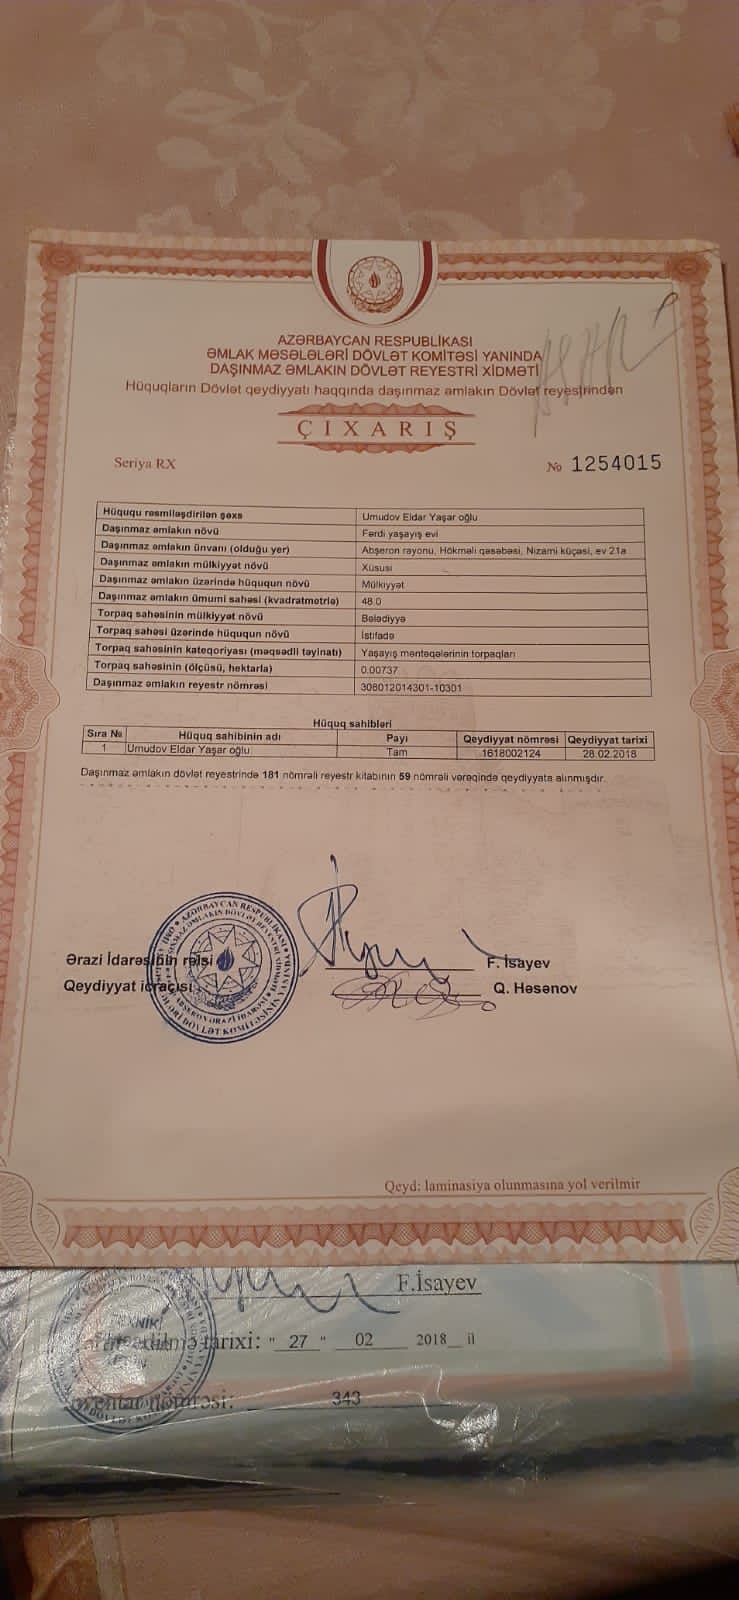 AZƏRBAYCAN RESPUBLİKASI
ƏMLAK MƏSƏLƏLƏRİ DÖVLƏT KOMİTƏSİ YANINDA
DAŞINMAZ ƏMLAKIN DÖVLƏT REYESTRİ XİDMƏTİ
Hüquqların Dövlət qeydiyyatı haqqında daşınmaz əmlakın Dövlət reyestrindən
ÇIXARIŞ
Seriya RX № 1254015
Hüququ rəsmiləşdirilən şəxs Umudov Eldar Yaşar oğlu
Daşınmaz əmlakın növü Fərdi yaşayış evi
Daşınmaz əmlakın ünvanı (olduğu yer) Abşeron rayonu, Hökməli qəsəbəsi, Nizami küçəsi, ev 21a
Daşınmaz əmlakın mülkiyyət növü Xüsusi
Daşınmaz əmlakın üzərində hüququn növü Mülkiyyət
Daşınmaz əmlakın ümumi sahəsi (kvadratmetrlə) 48.0
Torpaq sahəsinin mülkiyyət növü Bələdiyyə
Torpaq sahəsi üzərində hüququn növü İstifadə
Torpaq sahəsinin kateqoriyası (məqsədli təyinatı) Yaşayış məntəqələrinin torpaqları
Torpaq sahəsinin (ölçüsü, hektarla) 0.00737
Daşınmaz əmlakın reyestr nömrəsi 308012014301-10301
Hüquq sahibləri
Sıra № Hüquq sahibinin adı Payı Qeydiyyat nömrəsi Qeydiyyat tarixi
1 Umudov Eldar Yaşar oğlu Tam 1618002124 28.02.2018
Daşınmaz əmlakın dövlət reyestrində 181 nömrəli reyestr kitabının 59 nömrəli vərəqində qeydiyyata alınmışdır.
Ərazi İdarəsinin rəisi F. İsayev
Qeydiyyat icraçısı Q. Həsənov
Qeyd: laminasiya olunmasına yol verilmir
F.İsayev
tarixi: " 27 " 02 2018 il
nömrəsi: 343